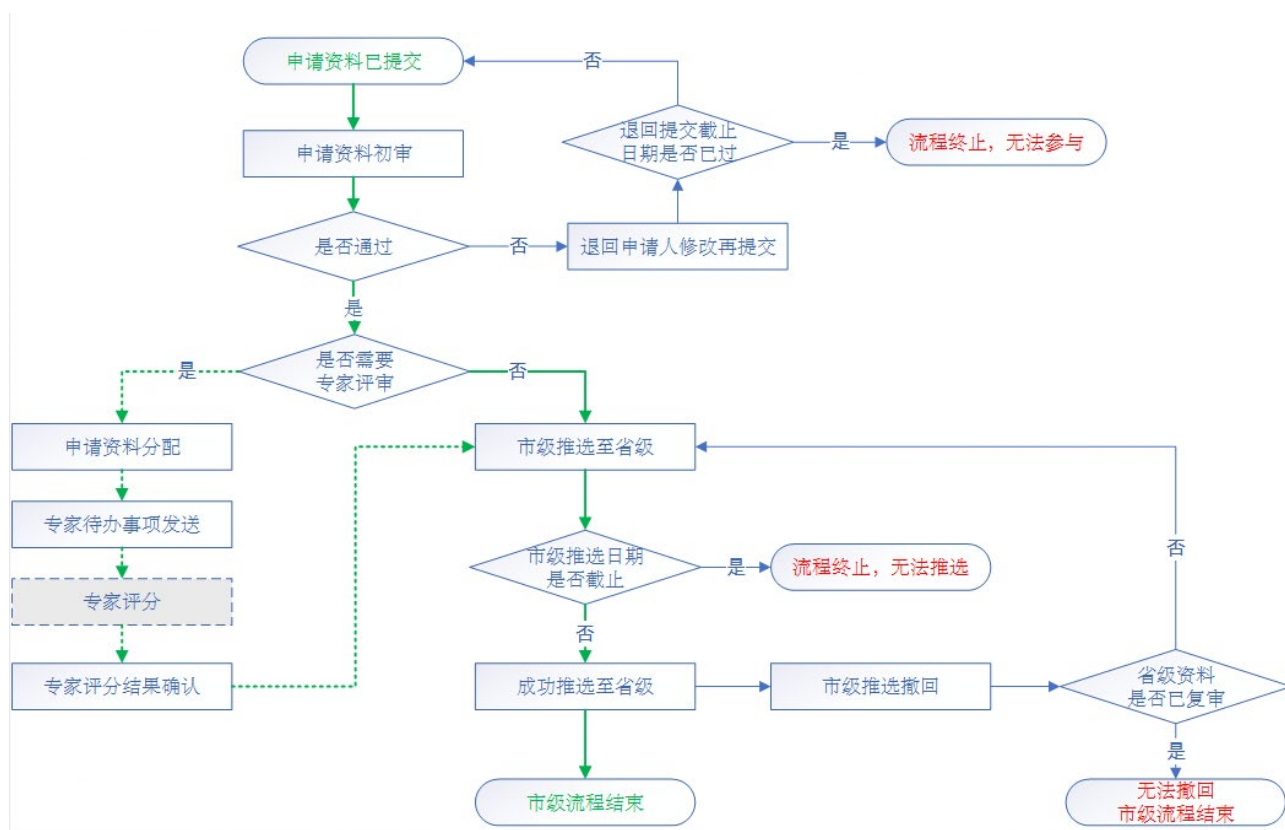 申请资料已提交
否
退回提交截止
日期是否已过
是
流程终止，无法参与
申请资料初审
是否通过
否
退回申请人修改再提交
是
是否需要
专家评审
是
否
申请资料分配
市级推选至省级
专家待办事项发送
市级推选日期
是否截止
是
流程终止，无法推选
否
专家评分
否
专家评分结果确认
成功推选至省级
市级推选撤回
省级资料
是否已复审
是
市级流程结束
无法撤回
市级流程结束